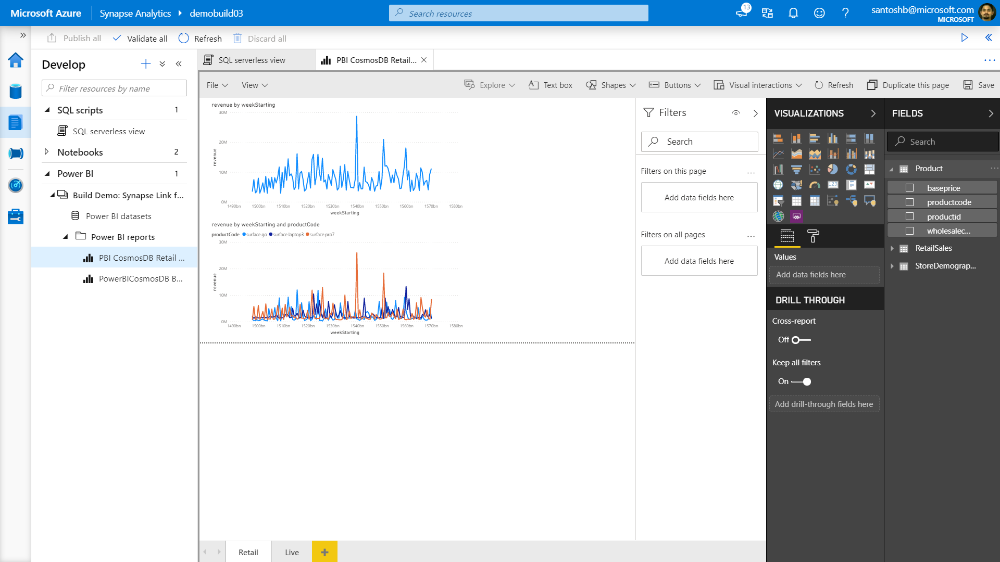 Microsoft Azure
Synapse Analytics
demobuild03
Search resources
13
santoshb@microsoft.com
MICROSOFT
Publish all
Validate all
Refresh
Discard all
Develop
Filter resources by name
SQL scripts 1
SQL serverless view
Notebooks 2
Power BI 1
Build Demo: Synapse Link f...
Power BI datasets
Power BI reports
PBI CosmosDB Retail ...
PowerBICosmosDB B...
SQL serverless view
PBI CosmosDB Retail...
File
View
Explore
Text box
Shapes
Buttons
Visual interactions
Refresh
Duplicate this page
Save
revenue by weekStarting
30M
20M
10M
0M
revenue
1490bn 1500bn 1510bn 1520bn 1530bn 1540bn 1550bn 1560bn 1570bn 1580bn
weekStarting
revenue by weekStarting and productCode
productCode surface.go surface.laptop3 surface.pro7
30M
20M
10M
0M
revenue
1490bn 1500bn 1510bn 1520bn 1530bn 1540bn 1550bn 1560bn 1570bn 1580bn
weekStarting
Retail
Live
Filters
Search
Filters on this page
Add data fields here
Filters on all pages
Add data fields here
VISUALIZATIONS
123
Values
Add data fields here
DRILL THROUGH
Cross-report
Off
Keep all filters
On
Add drill-through fields here
FIELDS
Search
Product
baseprice
productcode
productid
wholesalec...
RetailSales
StoreDemograp...